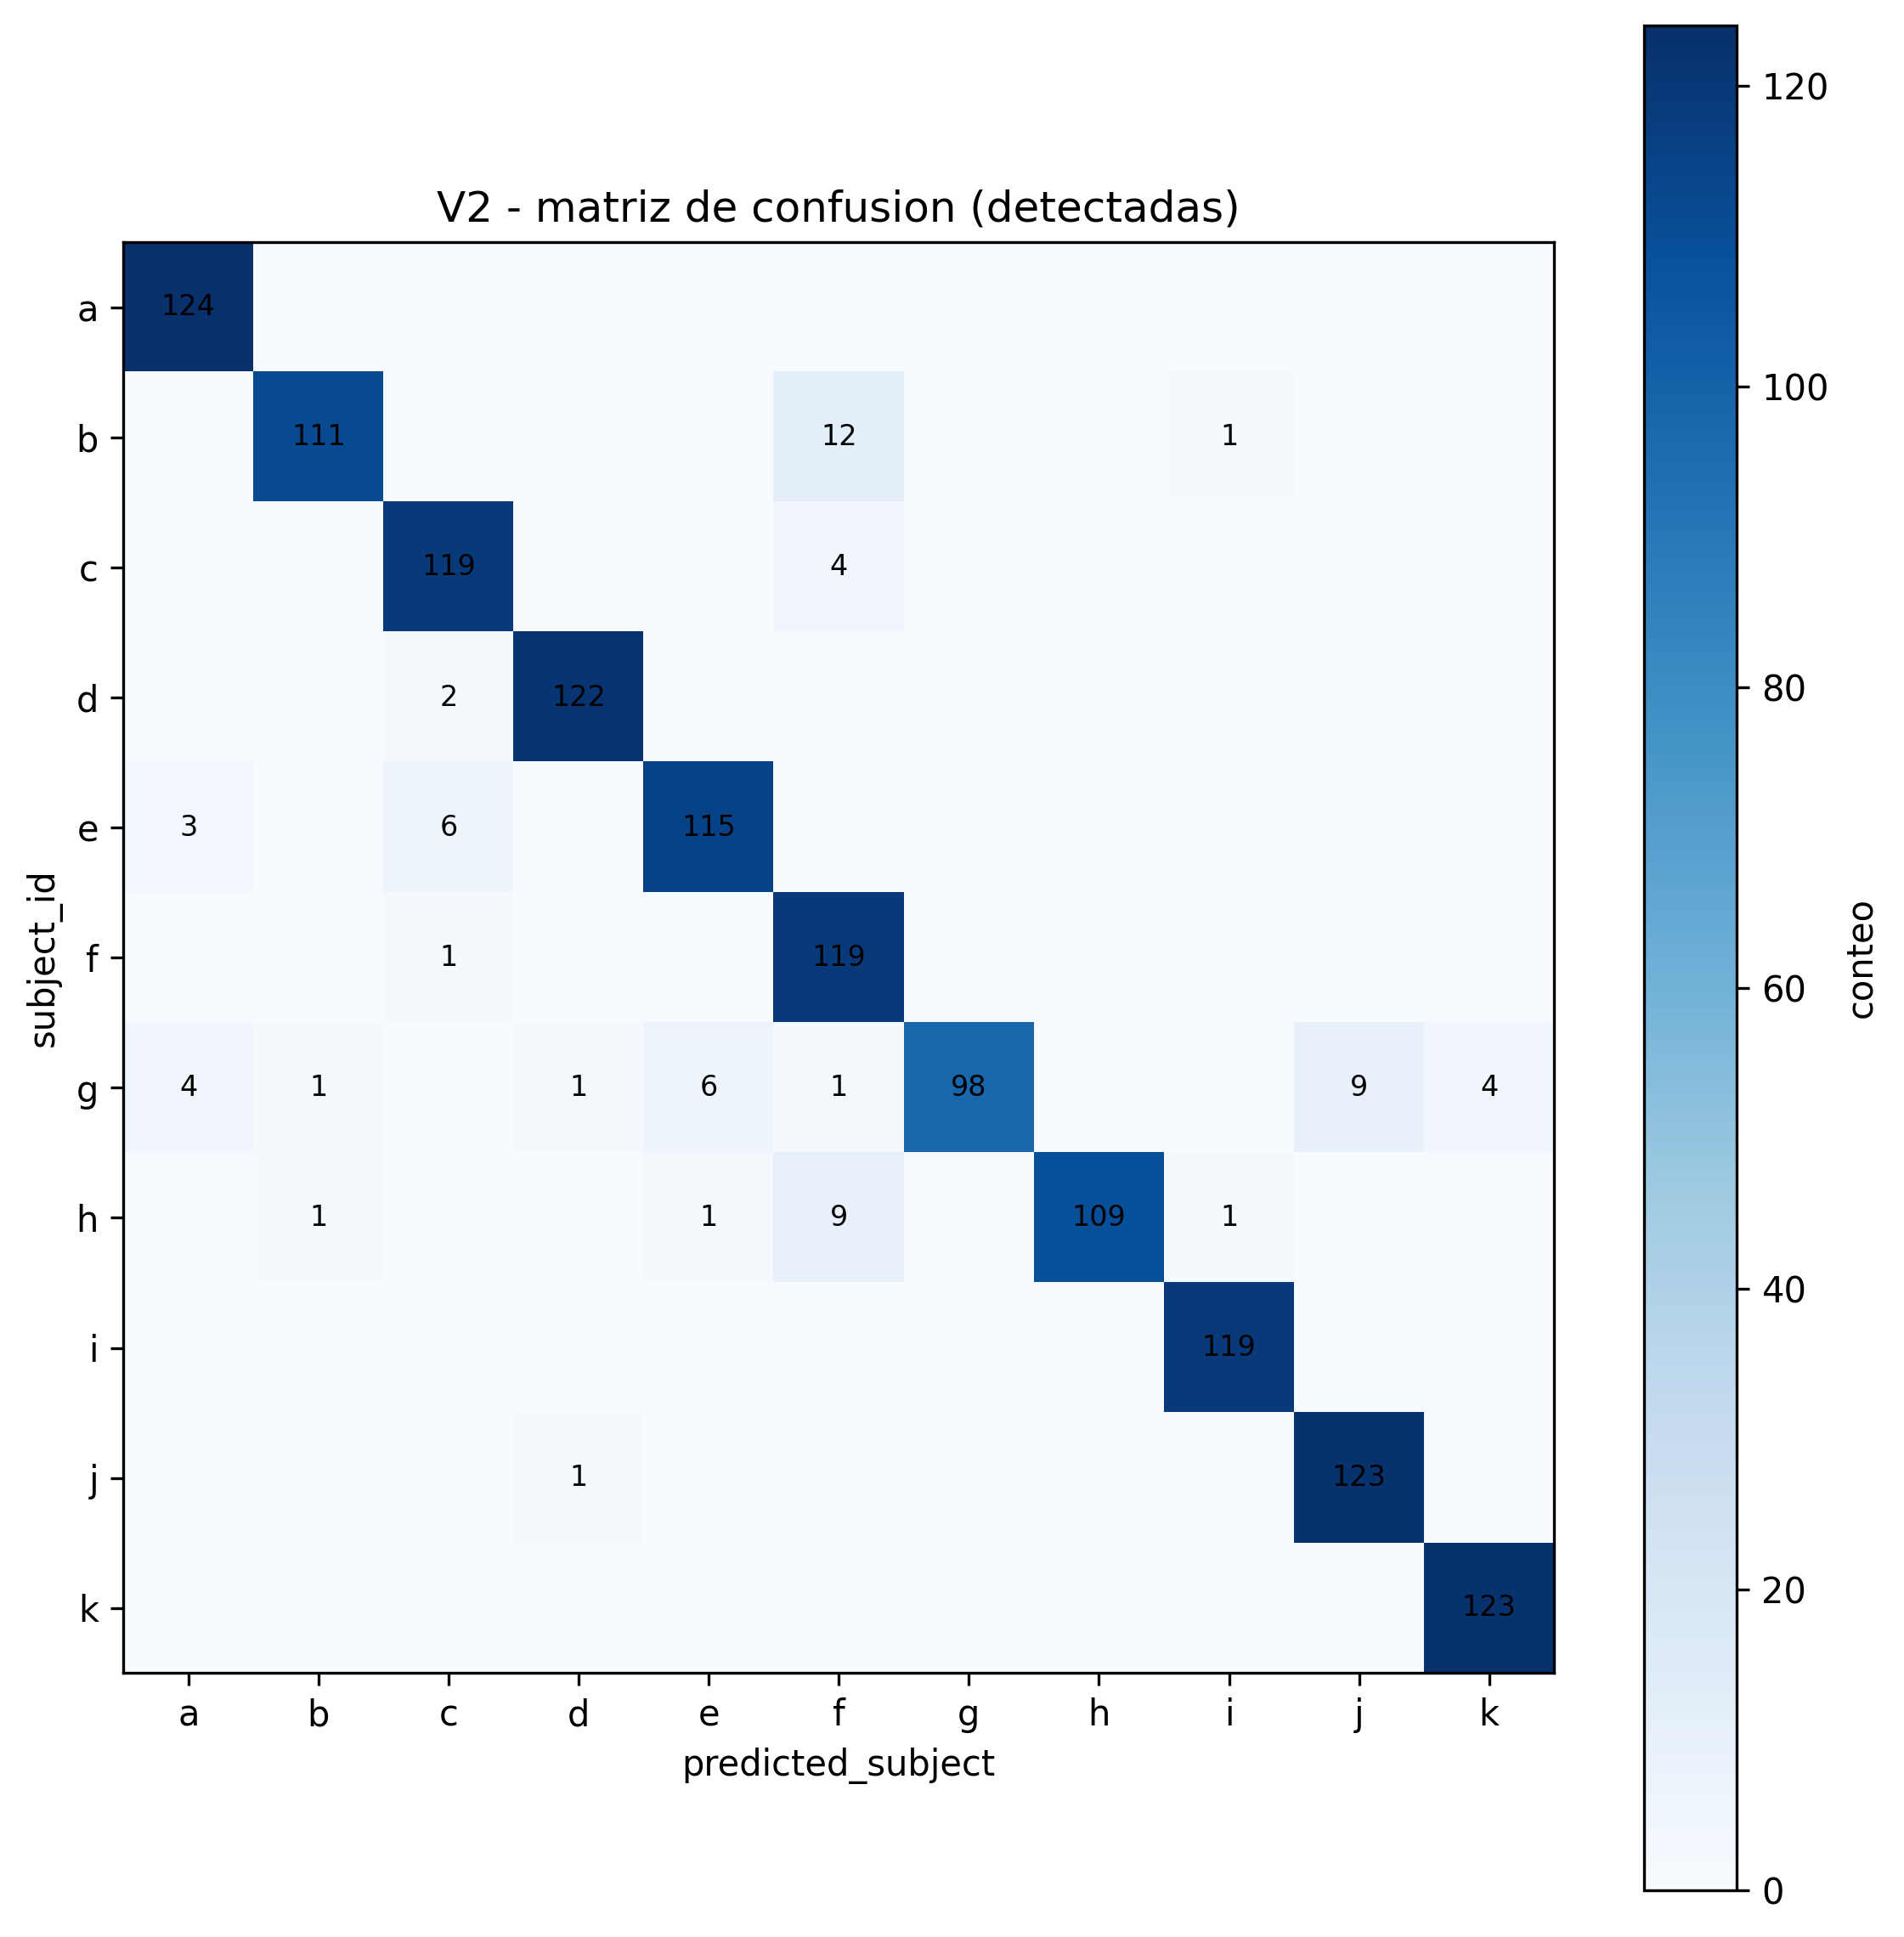 V2 - matriz de confusion (detectadas)
a 124
b 111 12 1
c 119 4
d 2 122
e 3 6 115
f 1 119
g 4 1 1 6 1 98 9 4
h 1 1 9 109 1
i 119
j 1 123
k 123
a b c d e f g h i j k
predicted_subject
subject_id
120
100
80
60
40
20
0
conteo